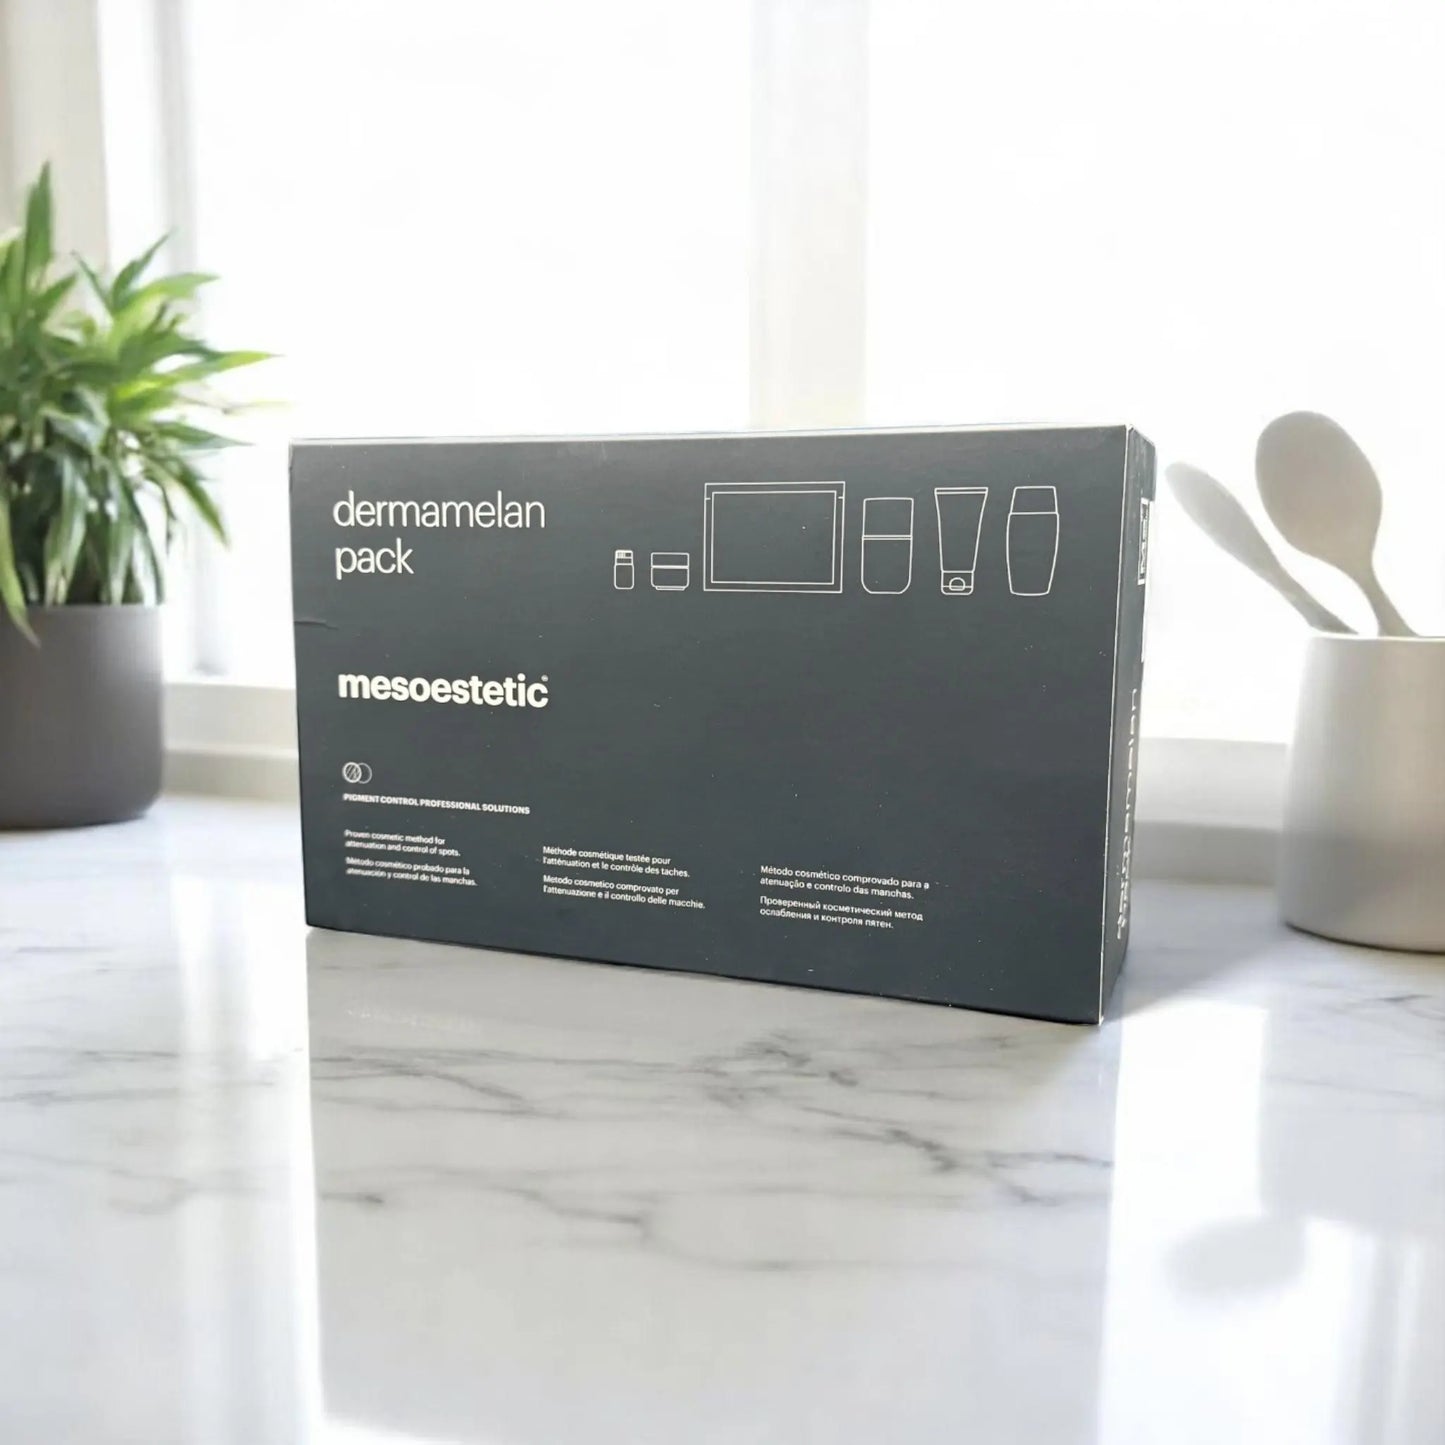 dermamelan
pack
mesoestetic®
PIGMENT CONTROL PROFESSIONAL SOLUTIONS
Proven cosmetic method for
attenuation and control of spots.
Método cosmético probado para la
atenuación y control de las manchas.
Méthode cosmétique testée pour
l'atténuation et le contrôle des taches.
Metodo cosmetico comprovato per
l'attenuazione e il controllo delle macchie.
Método cosmético comprovado para a
atenuação e controlo das manchas.
Проверенный косметический метод
ослабления и контроля пятен.
dermamelan